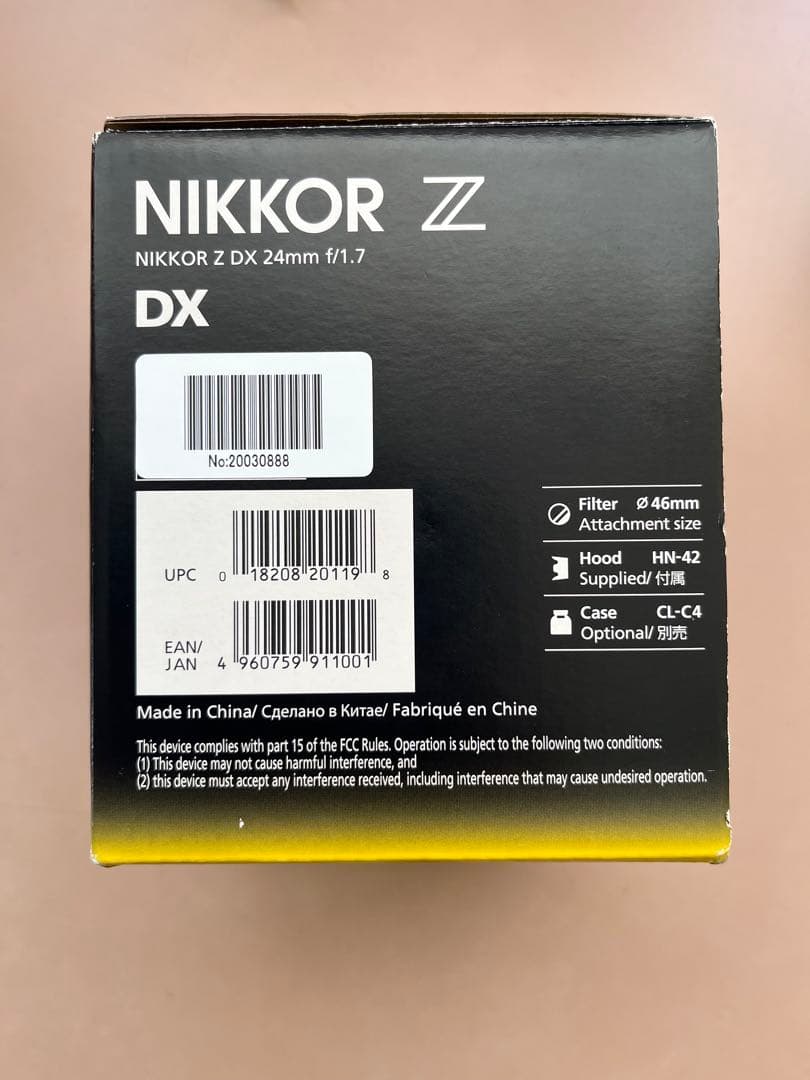 NIKKOR Z
NIKKOR Z DX 24mm f/1.7
DX
No:20030888
UPC 0 18208 20119 8
EAN/
JAN 4 960759 911001
Filter Ø46mm
Attachment size
Hood HN-42
Supplied/ 付属
Case CL-C4
Optional/ 別売
Made in China/ Сделано в Китае/ Fabriqué en Chine
This device complies with part 15 of the FCC Rules. Operation is subject to the following two conditions:
(1) This device may not cause harmful interference, and
(2) this device must accept any interference received, including interference that may cause undesired operation.